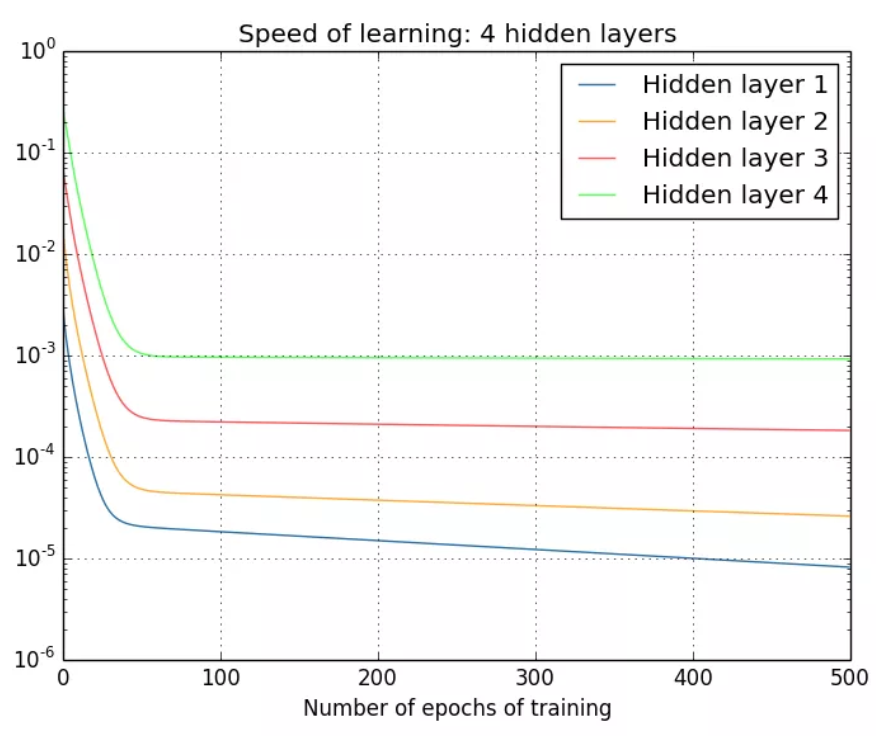 Speed of learning: 4 hidden layers
10^0
10^-1
10^-2
10^-3
10^-4
10^-5
10^-6
Hidden layer 1
Hidden layer 2
Hidden layer 3
Hidden layer 4
0 100 200 300 400 500
Number of epochs of training